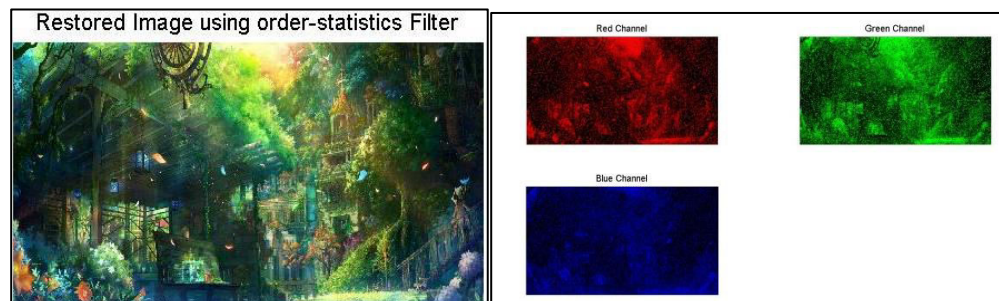 Restored Image using order-statistics Filter
Red Channel
Green Channel
Blue Channel